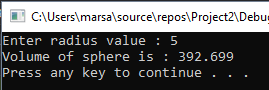 C:\Users\marsa\source\repos\Project2\Debug
Enter radius value : 5
Volume of sphere is : 392.699
Press any key to continue . . .